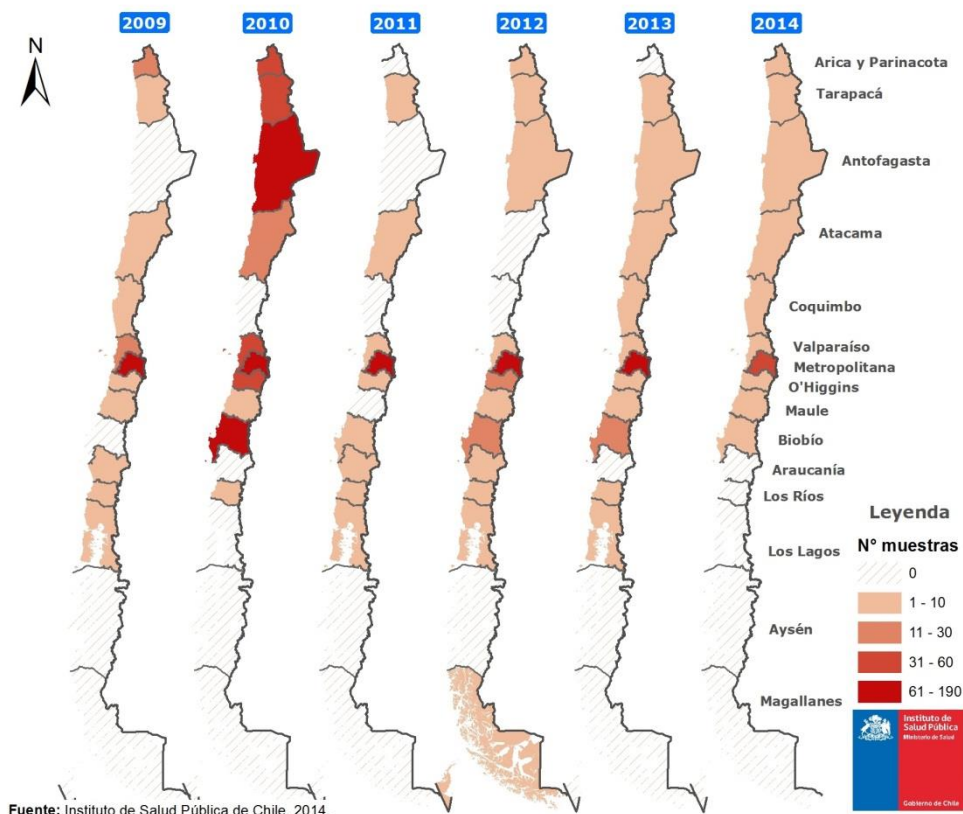 2009
2010
2011
2012
2013
2014
N
Arica y Parinacota
Tarapacá
Antofagasta
Atacama
Coquimbo
Valparaíso
Metropolitana
O'Higgins
Maule
Biobío
Araucanía
Los Ríos
Los Lagos
Aysén
Magallanes
Leyenda
N° muestras
0
1 - 10
11 - 30
31 - 60
61 - 190
Instituto de
Salud Pública
Ministerio de Salud
Gobierno de Chile
Fuente: Instituto de Salud Pública de Chile, 2014